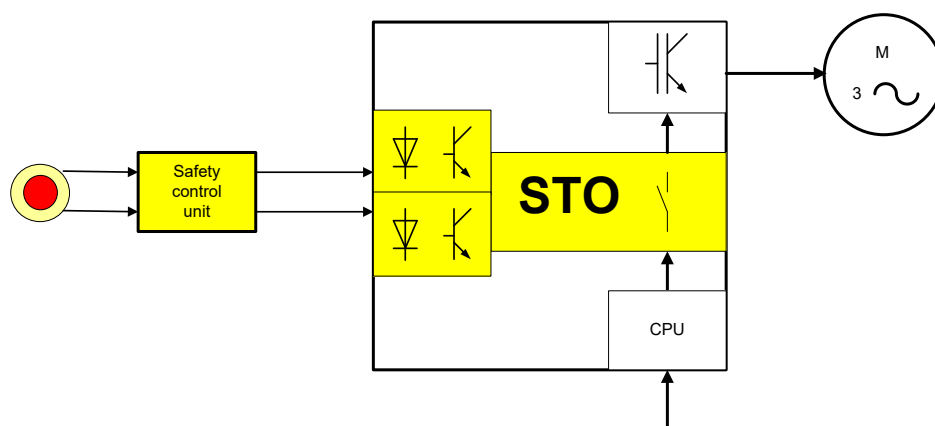 Safety
control
unit
STO
M
3
CPU